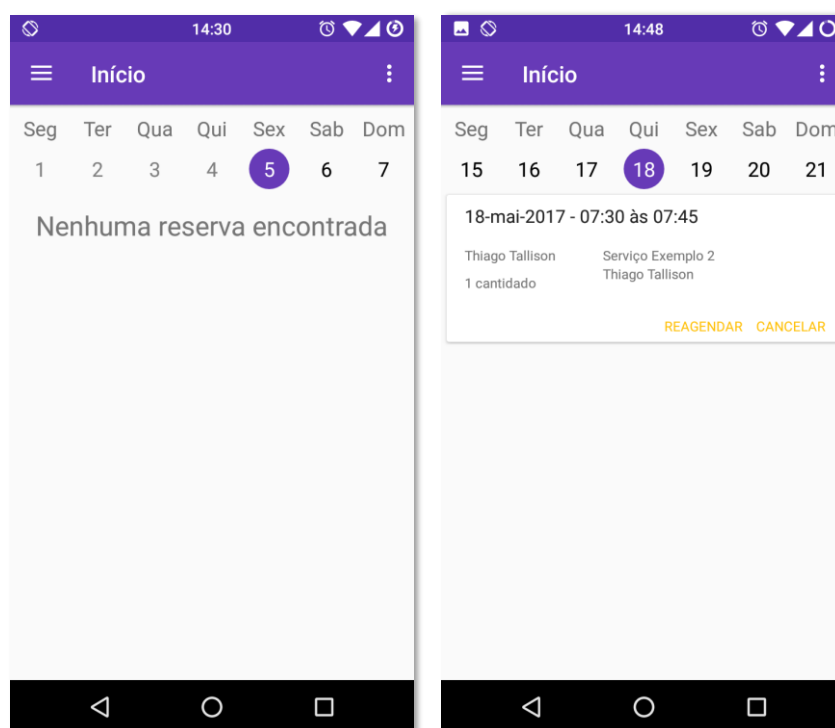 14:30
Início
Seg Ter Qua Qui Sex Sab Dom
1 2 3 4 5 6 7
Nenhuma reserva encontrada
14:48
Início
Seg Ter Qua Qui Sex Sab Dom
15 16 17 18 19 20 21
18-mai-2017 - 07:30 às 07:45
Thiago Tallison Serviço Exemplo 2
Thiago Tallison
1 cantidado
REAGENDAR CANCELAR